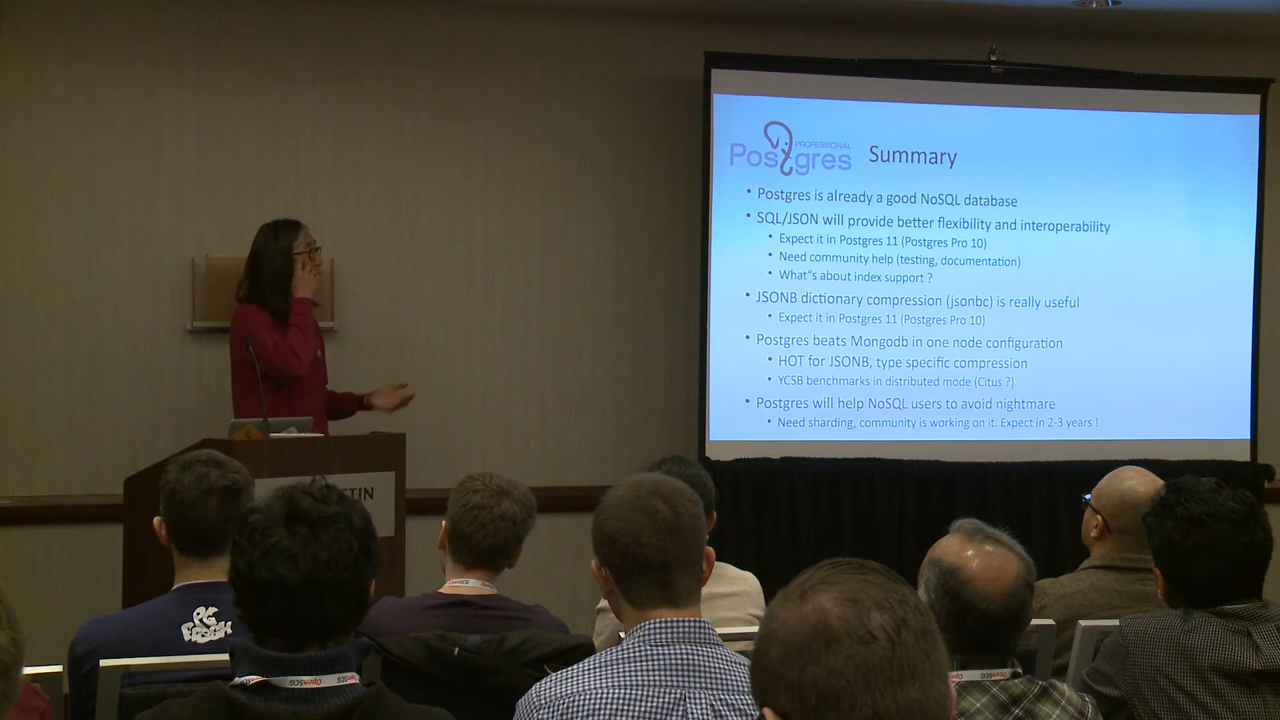 PROFESSIONAL
Postgres
Summary
• Postgres is already a good NoSQL database
• SQL/JSON will provide better flexibility and interoperability
• Expect it in Postgres 11 (Postgres Pro 10)
• Need community help (testing, documentation)
• What"s about index support ?
• JSONB dictionary compression (jsonbc) is really useful
• Expect it in Postgres 11 (Postgres Pro 10)
• Postgres beats Mongodb in one node configuration
• HOT for JSONB, type specific compression
• YCSB benchmarks in distributed mode (Citus ?)
• Postgres will help NoSQL users to avoid nightmare
• Need sharding, community is working on it. Expect in 2-3 years !
TIN
OpenSCG
OpenSCG
OpenSCG